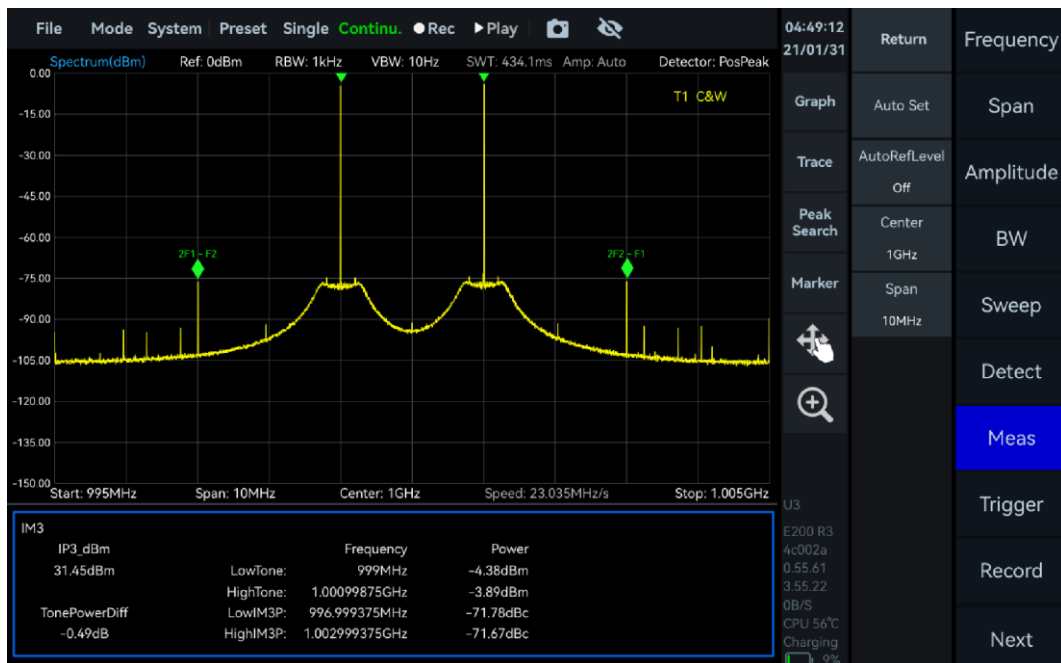 File Mode System Preset Single Continu. Rec Play
Spectrum(dBm) Ref: 0dBm RBW: 1kHz VBW: 10Hz SWT: 434.1ms Amp: Auto Detector: PosPeak
0.00
T1 C&W
-15.00
-30.00
-45.00
-60.00
2F1 - F2
2F2 - F1
-75.00
-90.00
-105.00
-120.00
-135.00
-150.00
Start: 995MHz Span: 10MHz Center: 1GHz Speed: 23.035MHz/s Stop: 1.005GHz
IM3
IP3_dBm Frequency Power
31.45dBm LowTone: 999MHz -4.38dBm
HighTone: 1.00099875GHz -3.89dBm
TonePowerDiff LowIM3P: 996.999375MHz -71.78dBc
-0.49dB HighIM3P: 1.002999375GHz -71.67dBc
04:49:12
21/01/31
Graph
Trace
Peak
Search
Marker
U3
E200 R3
4c002a
0.55.61
3.55.22
0B/S
CPU 56℃
Charging
9%
Return
Auto Set
AutoRefLevel
Off
Center
1GHz
Span
10MHz
Frequency
Span
Amplitude
BW
Sweep
Detect
Meas
Trigger
Record
Next